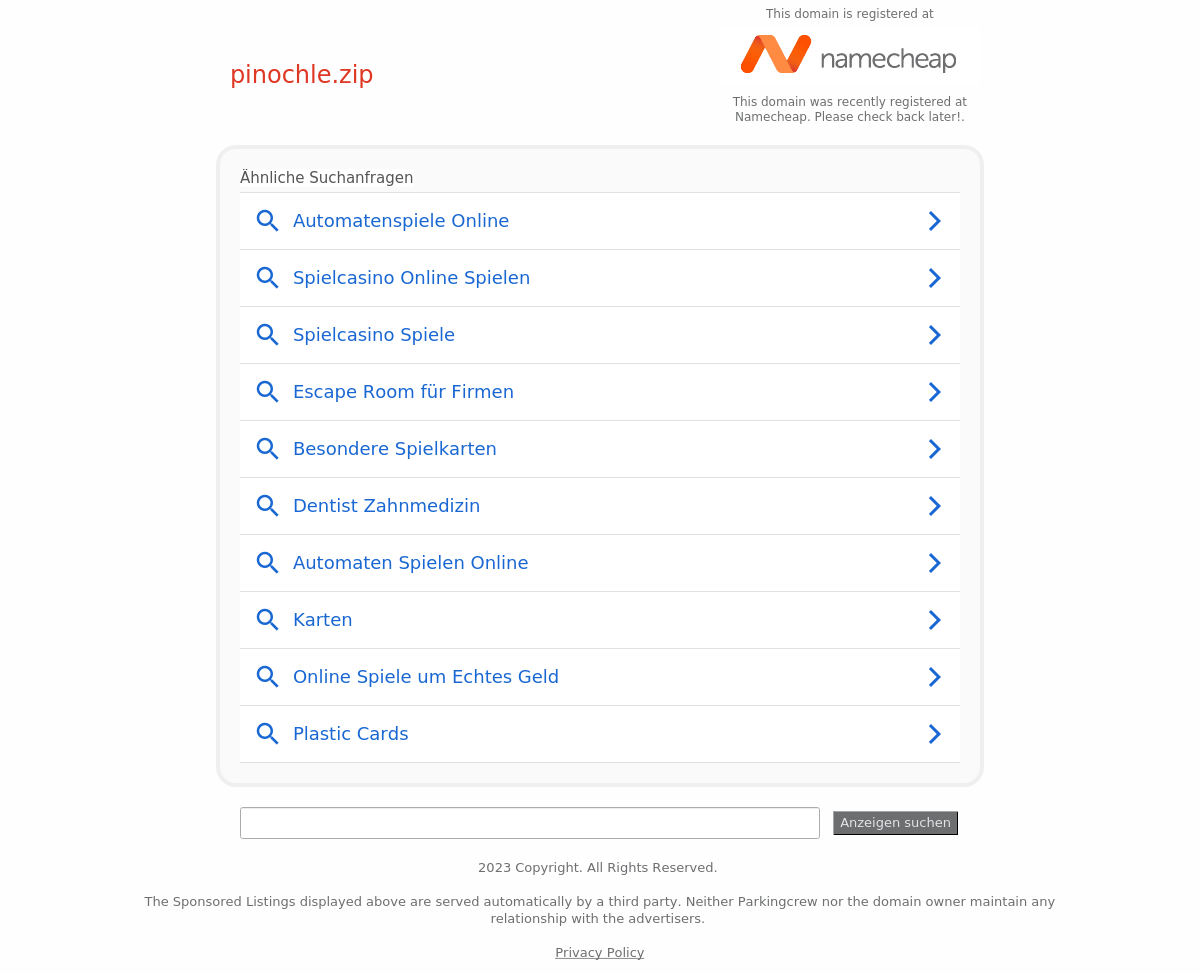 This domain is registered at
namecheap
pinochle.zip
This domain was recently registered at
Namecheap. Please check back later!.
Ähnliche Suchanfragen
Automatenspiele Online
Spielcasino Online Spielen
Spielcasino Spiele
Escape Room für Firmen
Besondere Spielkarten
Dentist Zahnmedizin
Automaten Spielen Online
Karten
Online Spiele um Echtes Geld
Plastic Cards
Anzeigen suchen
2023 Copyright. All Rights Reserved.
The Sponsored Listings displayed above are served automatically by a third party. Neither Parkingcrew nor the domain owner maintain any
relationship with the advertisers.
Privacy Policy